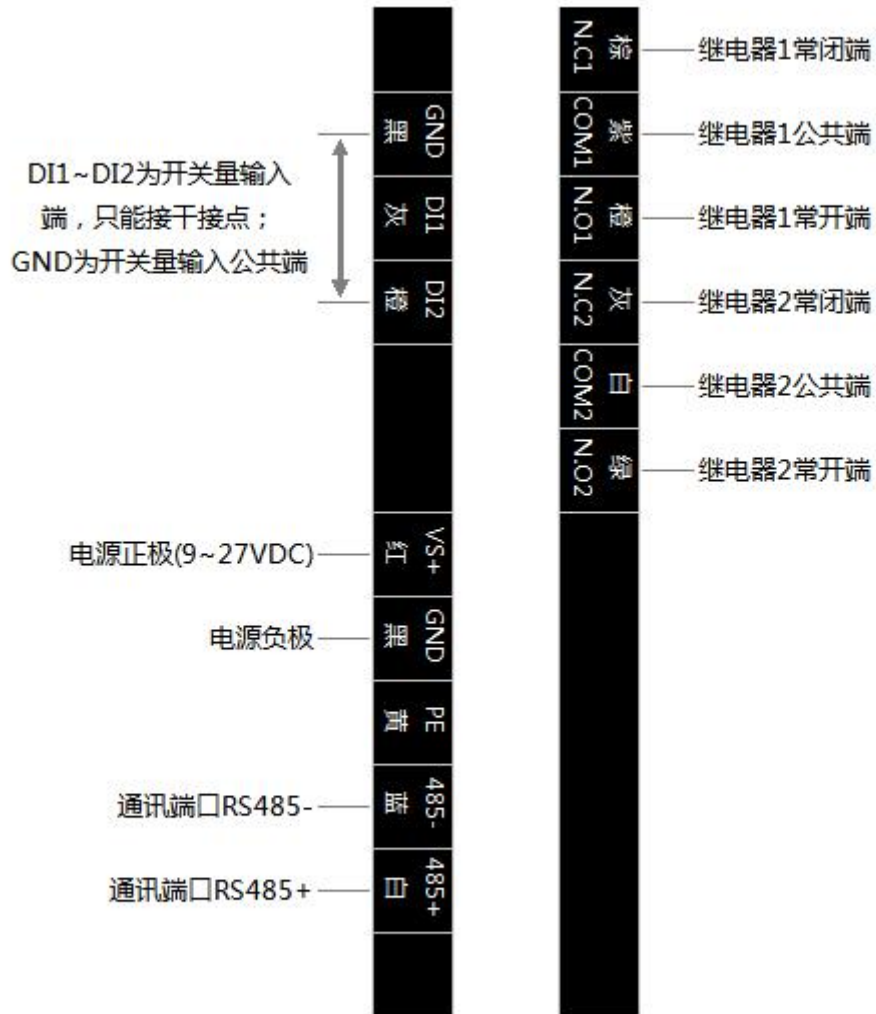 DI1~DI2为开关量输入
端，只能接干接点；
GND为开关量输入公共端
电源正极(9~27VDC)
电源负极
通讯端口RS485-
通讯端口RS485+
GND
黑
DI1
灰
DI2
橙
VS+
红
GND
黑
PE
黄
485-
蓝
485+
白
棕
N.C1
紫
COM1
橙
N.O1
灰
N.C2
白
COM2
绿
N.O2
继电器1常闭端
继电器1公共端
继电器1常开端
继电器2常闭端
继电器2公共端
继电器2常开端